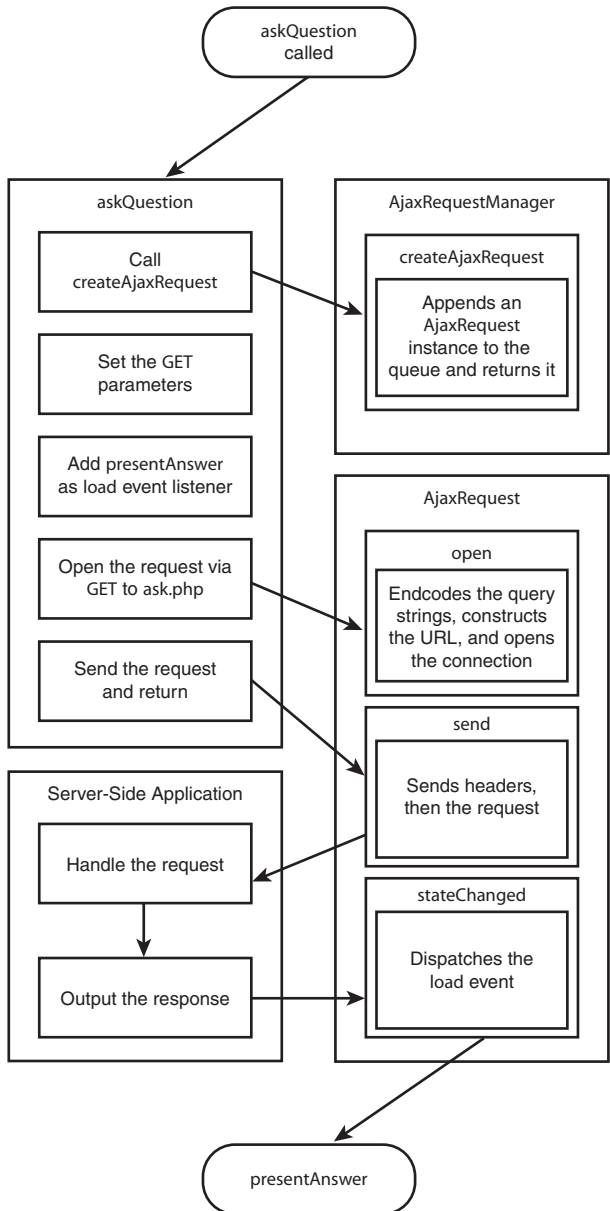 askQuestion
called
askQuestion
Call
createAjaxRequest
Set the GET
parameters
Add presentAnswer
as load event listener
Open the request via
GET to ask.php
Send the request
and return
AjaxRequestManager
createAjaxRequest
Appends an
AjaxRequest
instance to the
queue and returns it
AjaxRequest
open
Endcodes the query
strings, constructs
the URL, and opens
the connection
send
Sends headers,
then the request
stateChanged
Dispatches the
load event
Server-Side Application
Handle the request
Output the response
presentAnswer